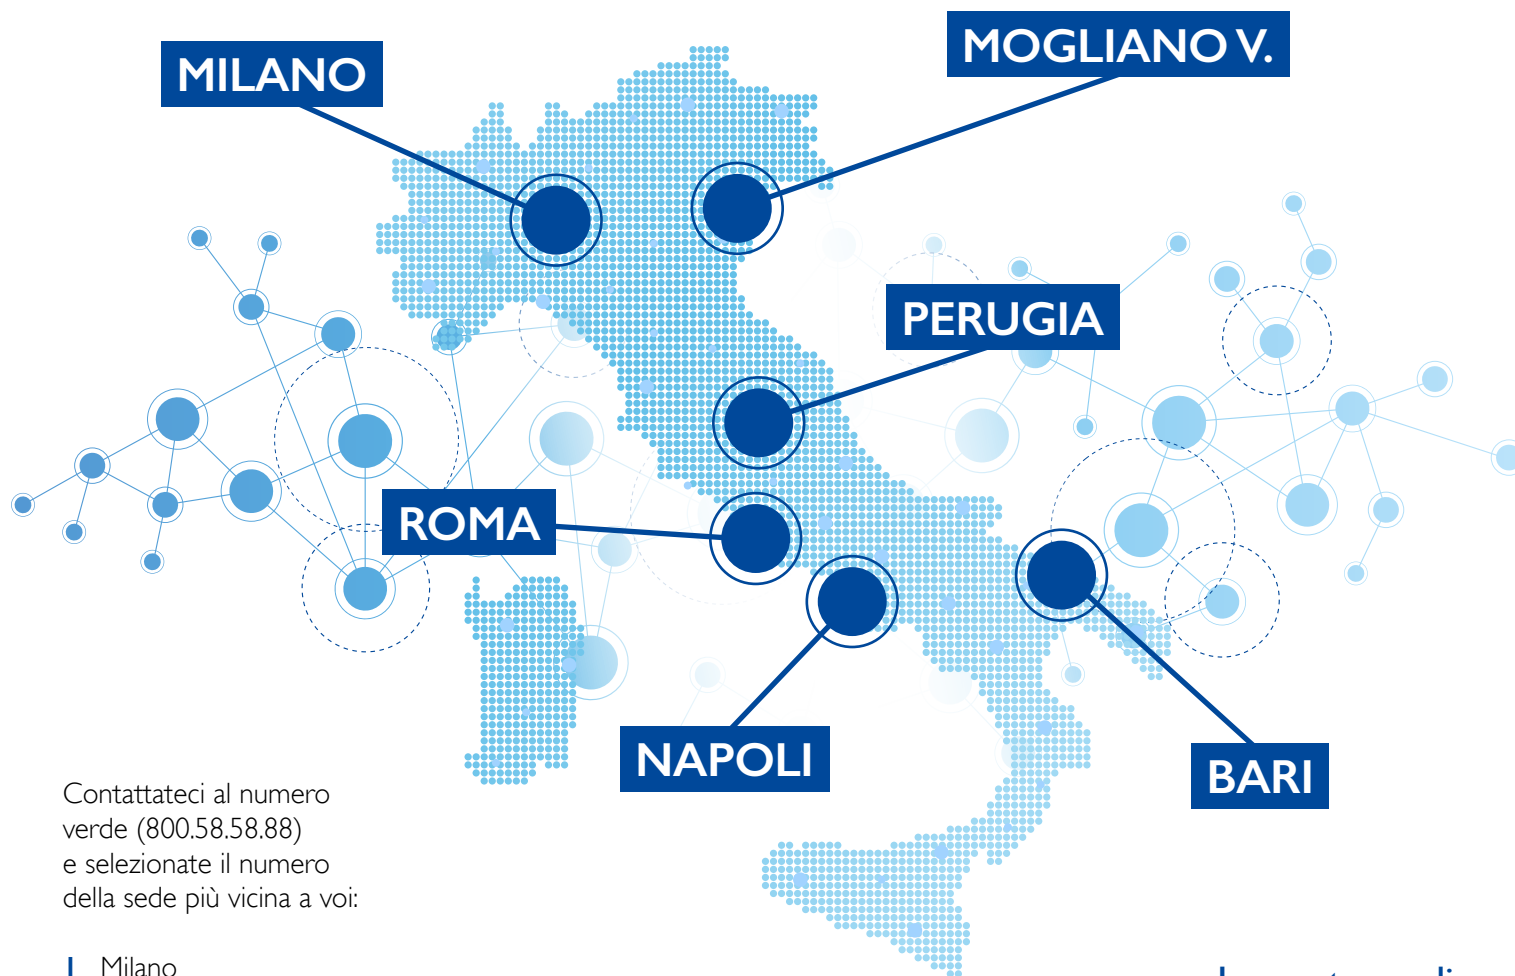 MOGLIANO V.
MILANO
PERUGIA
ROMA
NAPOLI
BARI
Contattateci al numero
verde (800.58.58.88)
e selezionate il numero
della sede più vicina a voi:
1 Milano